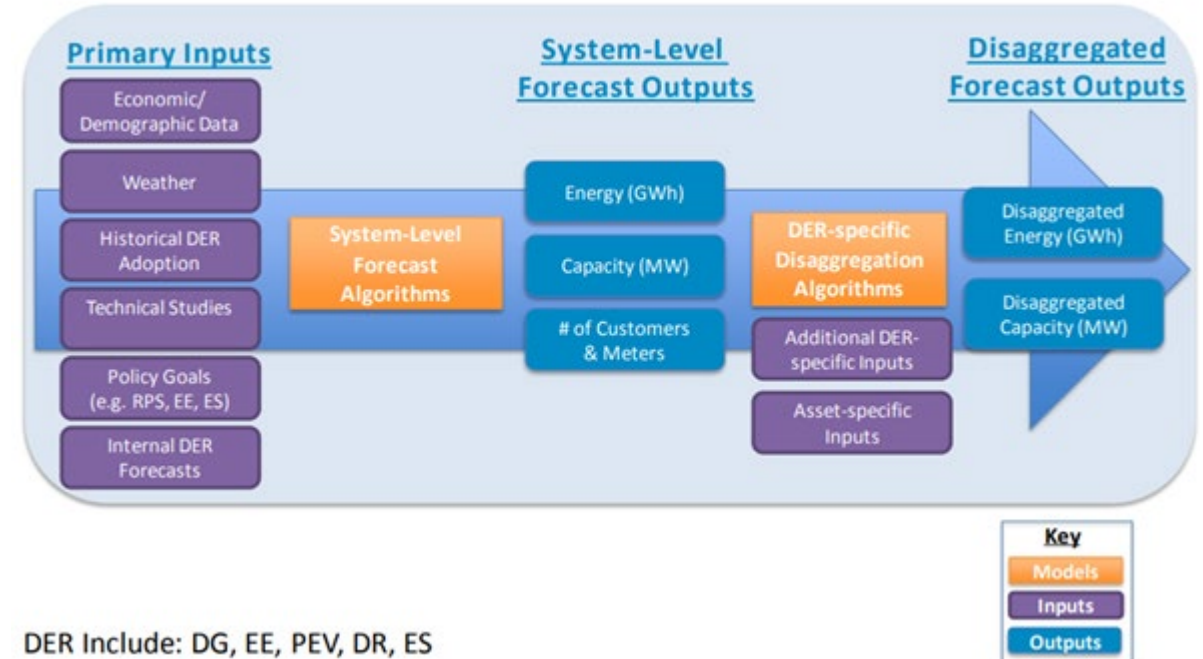 Primary Inputs
Economic/
Demographic Data
Weather
Historical DER
Adoption
Technical Studies
Policy Goals
(e.g. RPS, EE, ES)
Internal DER
Forecasts
System-Level
Forecast
Algorithms
System-Level
Forecast Outputs
Energy (GWh)
Capacity (MW)
# of Customers
& Meters
DER-specific
Disaggregation
Algorithms
Additional DER-
specific Inputs
Asset-specific
Inputs
Disaggregated
Forecast Outputs
Disaggregated
Energy (GWh)
Disaggregated
Capacity (MW)
Key
Models
Inputs
Outputs
DER Include: DG, EE, PEV, DR, ES